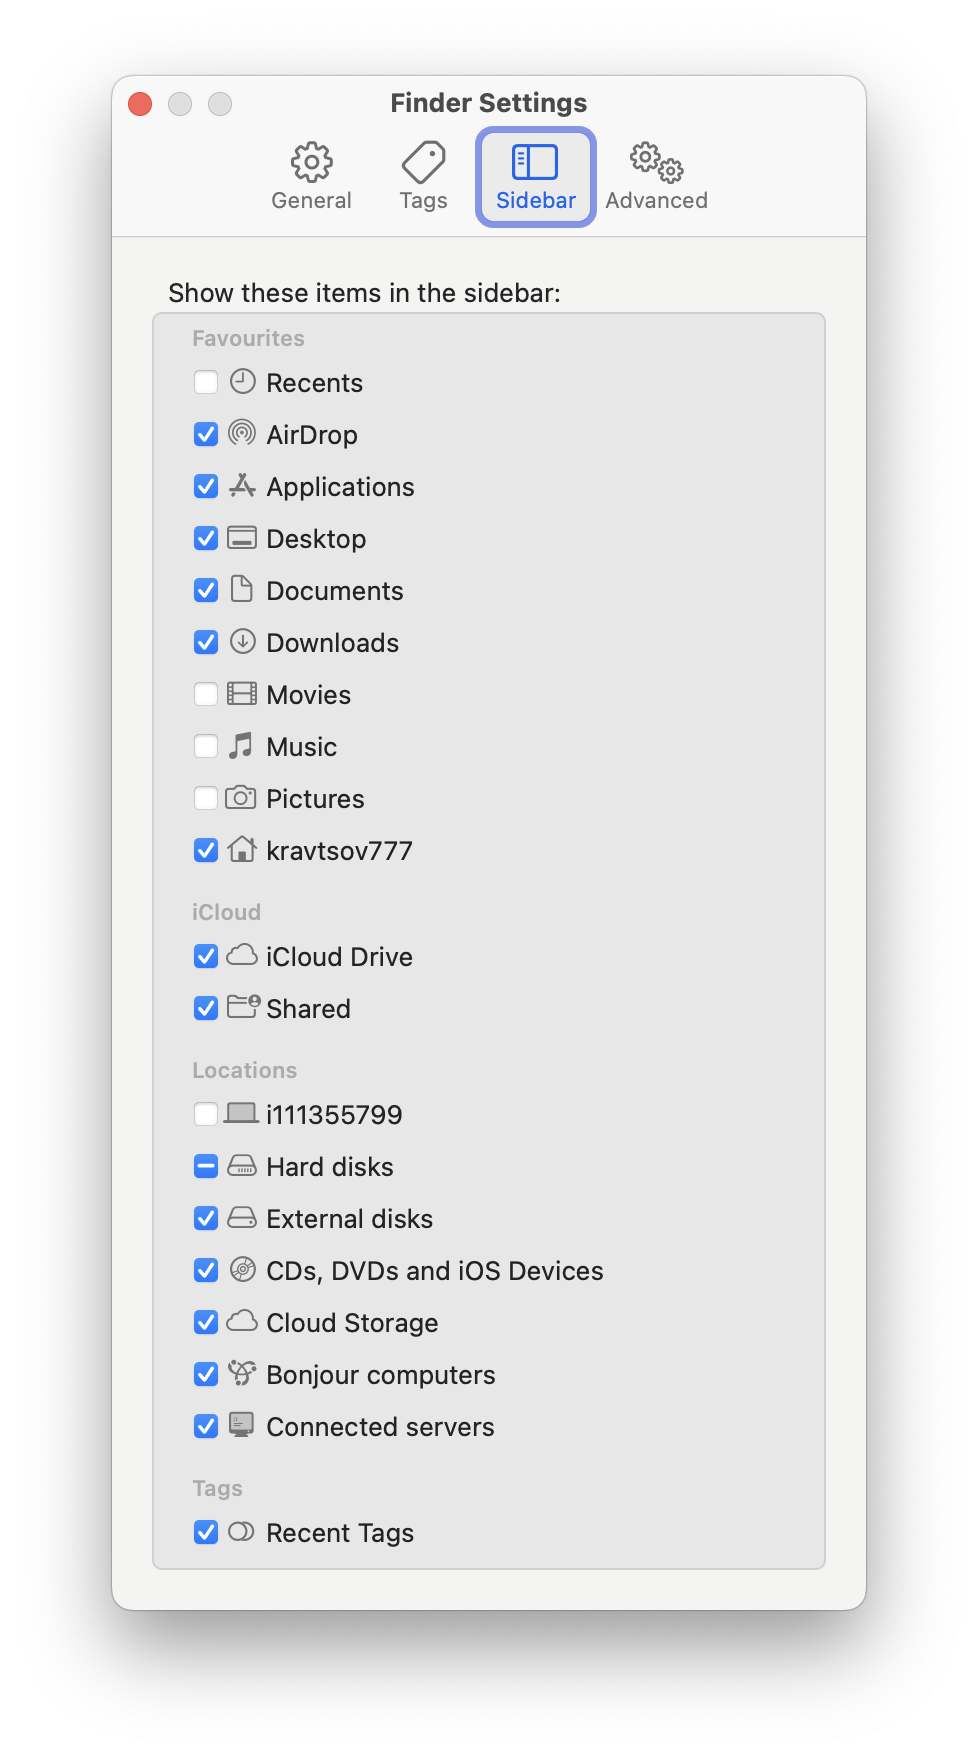 Finder Settings
General
Tags
Sidebar
Advanced
Show these items in the sidebar:
Favourites
Recents
AirDrop
Applications
Desktop
Documents
Downloads
Movies
Music
Pictures
kravtsov777
iCloud
iCloud Drive
Shared
Locations
i111355799
Hard disks
External disks
CDs, DVDs and iOS Devices
Cloud Storage
Bonjour computers
Connected servers
Tags
Recent Tags